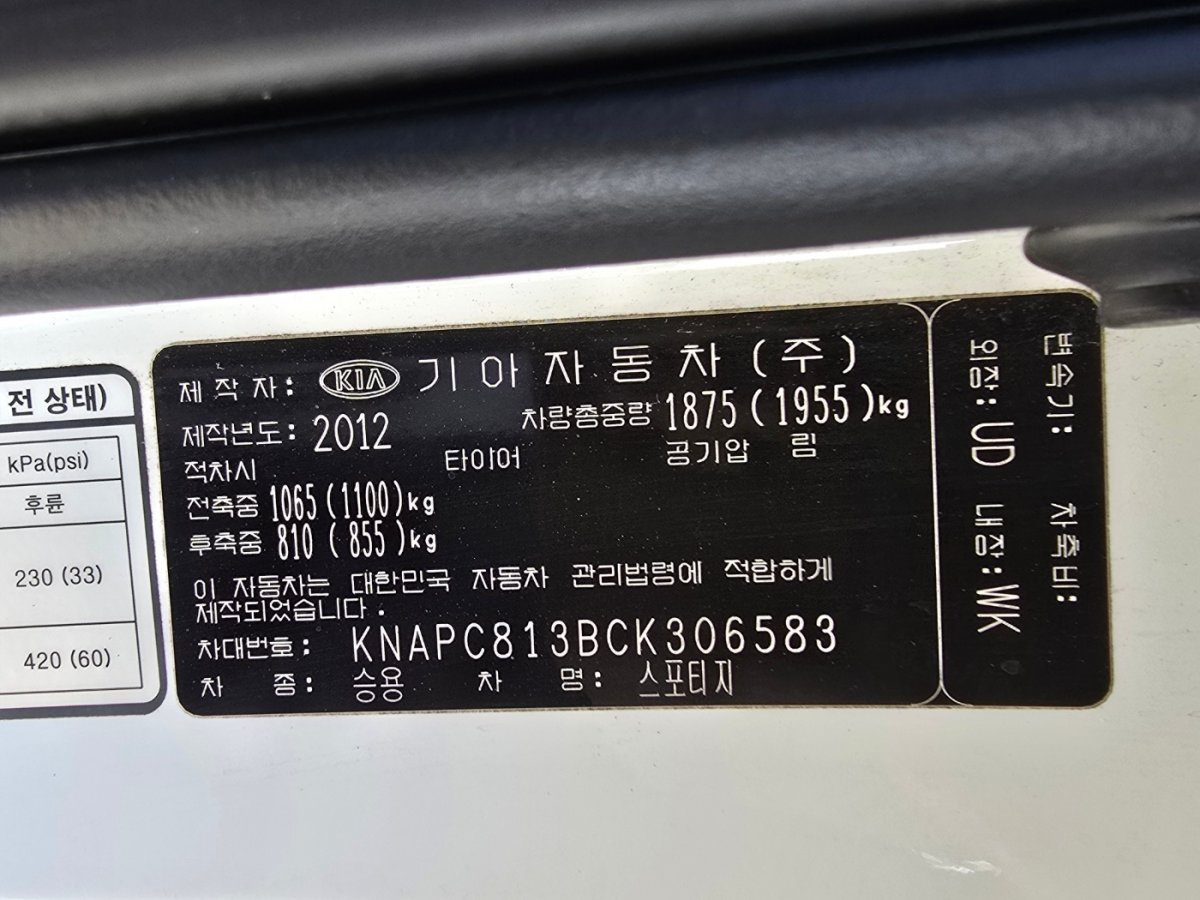 전 상태)
kPa(psi)
후륜
230 (33)
420 (60)
제 작 자: KIA 기 아 자 동 차 (주)
제작년도: 2012 차량총중량 1875 (1955)kg
적차시 타이어 공기압 림
전축중 1065 (1100)kg
후축중 810 (855)kg
이 자동차는 대한민국 자동차 관리법령에 적합하게
제작되었습니다.
차대번호: KNAPC813BCK306583
차 종: 승용 차 명: 스포티지
변속기: 차축비:
외장: UD 내장: WK